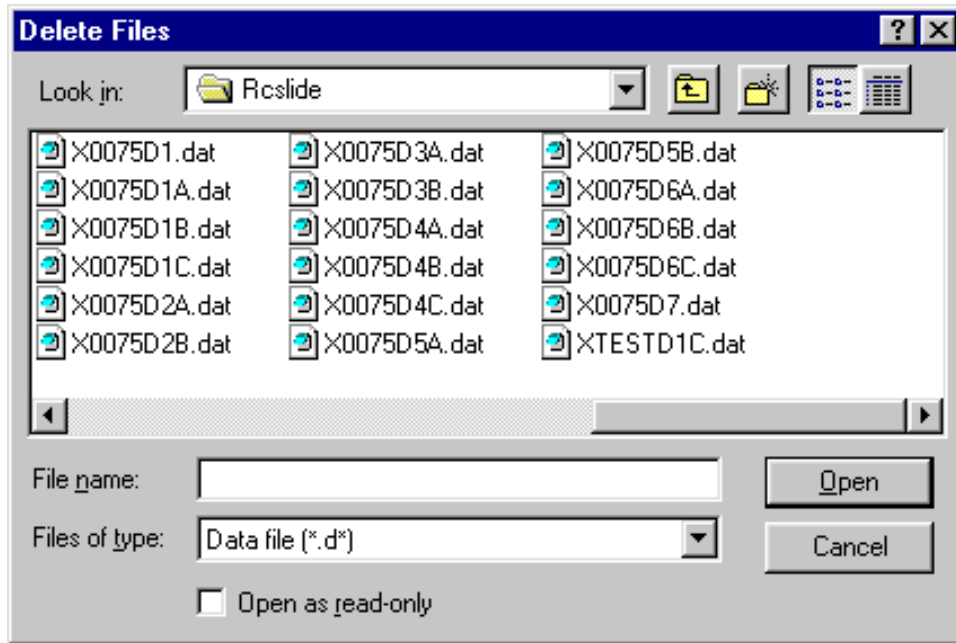 Delete Files
Look in: Rcslide
X0075D1.dat X0075D3A.dat X0075D5B.dat
X0075D1A.dat X0075D3B.dat X0075D6A.dat
X0075D1B.dat X0075D4A.dat X0075D6B.dat
X0075D1C.dat X0075D4B.dat X0075D6C.dat
X0075D2A.dat X0075D4C.dat X0075D7.dat
X0075D2B.dat X0075D5A.dat XTESTD1C.dat
File name: Open
Files of type: Data file (*.d*) Cancel
Open as read-only